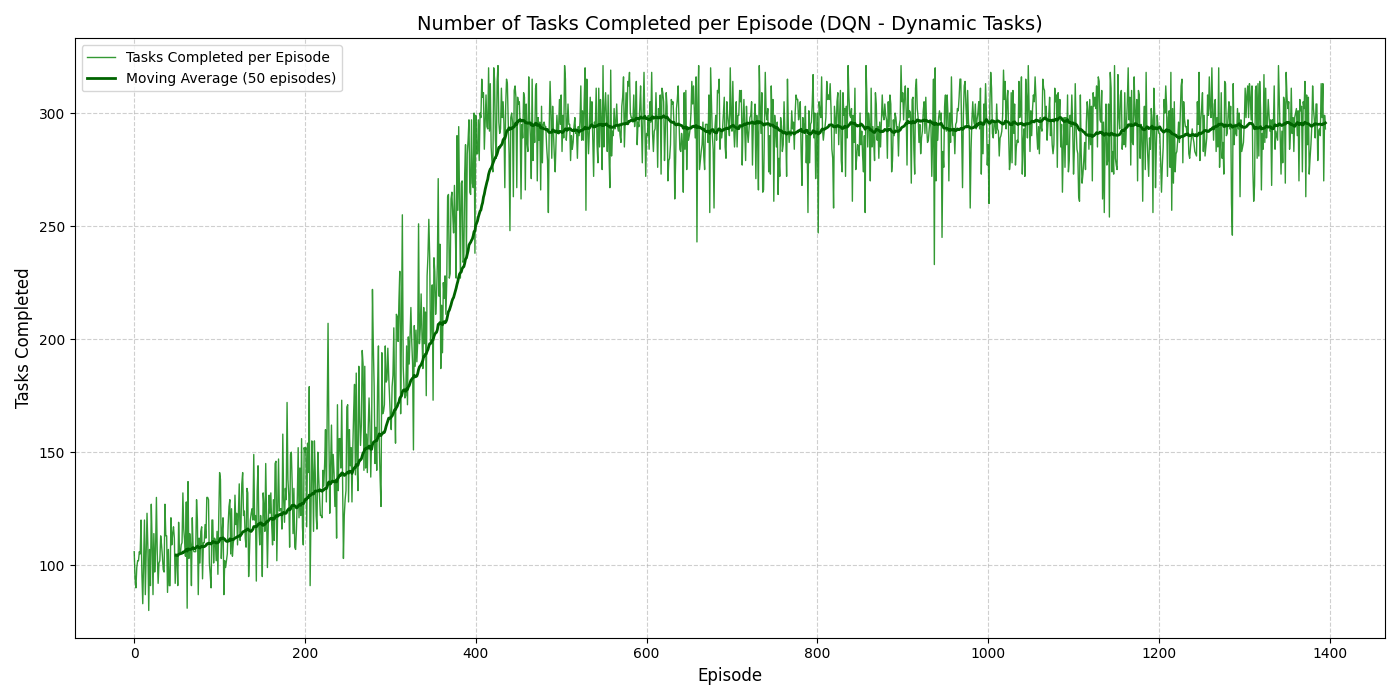 Number of Tasks Completed per Episode (DQN - Dynamic Tasks)
Tasks Completed per Episode
Moving Average (50 episodes)
Tasks Completed
300
250
200
150
100
0 200 400 600 800 1000 1200 1400
Episode